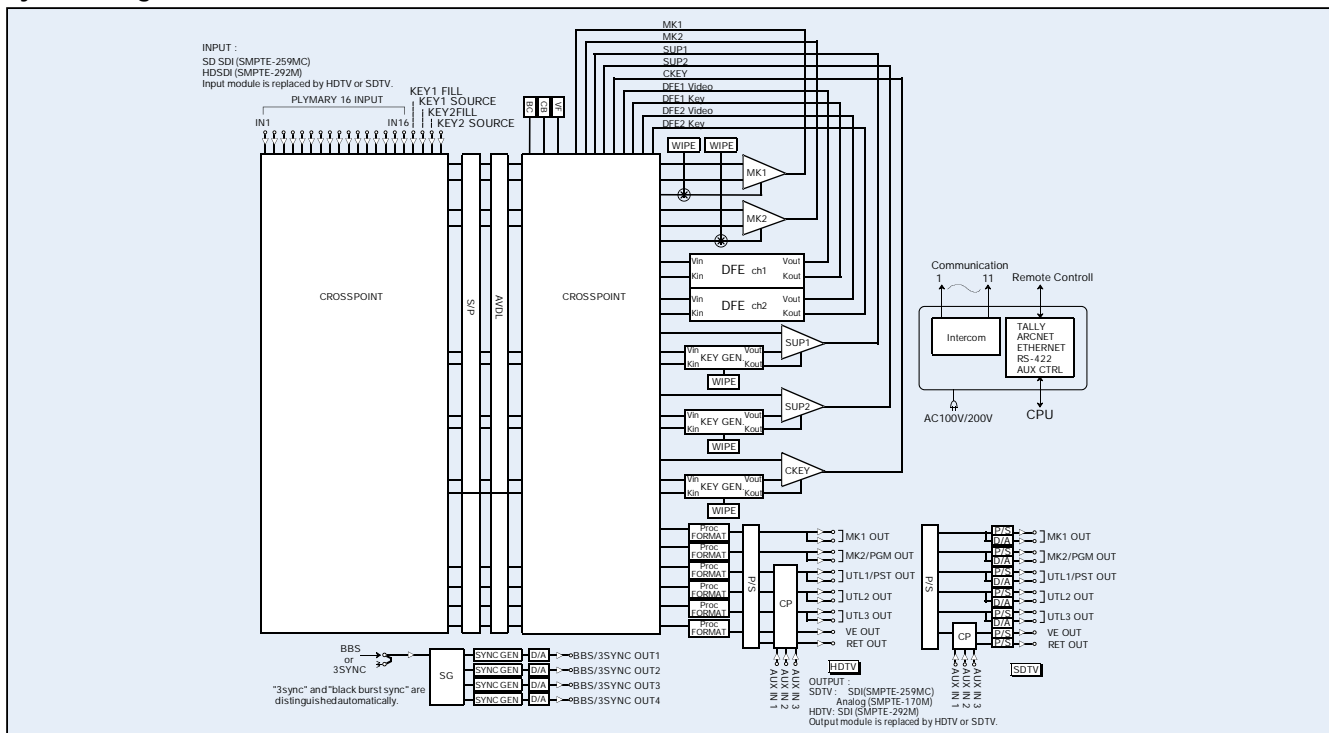 MK1
MK2
SUP1
SUP2
CKEY
DFE1 Video
DFE1 Key
DFE2 Video
DFE2 Key
INPUT :
SD SDI (SMPTE-259MC)
HDSDI (SMPTE-292M)
Input module is replaced by HDTV or SDTV.
PLYMARY 16 INPUT
IN1
IN16
KEY1 FILL
KEY1 SOURCE
KEY2FILL
KEY2 SOURCE
BC
CB
VF
WIPE
WIPE
CROSSPOINT
S/P
AVDL
CROSSPOINT
MK1
MK2
Vin
Kin
DFE ch1
Vout
Kout
Vin
Kin
DFE ch2
Vout
Kout
SUP1
Vin
Kin
KEY GEN.
Vout
Kout
WIPE
SUP2
Vin
Kin
KEY GEN.
Vout
Kout
WIPE
CKEY
Vin
Kin
KEY GEN.
Vout
Kout
WIPE
Communication
1
11
Remote Controll
Intercom
TALLY
ARCNET
ETHERNET
RS-422
AUX CTRL
AC100V/200V
CPU
Proc
FORMAT
Proc
FORMAT
Proc
FORMAT
Proc
FORMAT
Proc
FORMAT
Proc
FORMAT
P/S
CP
MK1 OUT
MK2/PGM OUT
UTL1/PST OUT
UTL2 OUT
UTL3 OUT
VE OUT
RET OUT
AUX IN 1
AUX IN 2
AUX IN 3
HDTV
P/S
CP
P/S
D/A
P/S
D/A
P/S
D/A
P/S
D/A
P/S
D/A
P/S
P/S
MK1 OUT
MK2/PGM OUT
UTL1/PST OUT
UTL2 OUT
UTL3 OUT
VE OUT
RET OUT
AUX IN 1
AUX IN 2
AUX IN 3
SDTV
OUTPUT :
SDTV : SDI(SMPTE-259MC)
Analog (SMPTE-170M)
HDTV: SDI (SMPTE-292M)
Output module is replaced by HDTV or SDTV.
BBS
or
3SYNC
"3sync" and "black burst sync" are
distinguishedautomatically.
SG
SYNC GEN
D/A
BBS/3SYNC OUT1
SYNC GEN
D/A
BBS/3SYNC OUT2
SYNC GEN
D/A
BBS/3SYNC OUT3
SYNC GEN
D/A
BBS/3SYNC OUT4